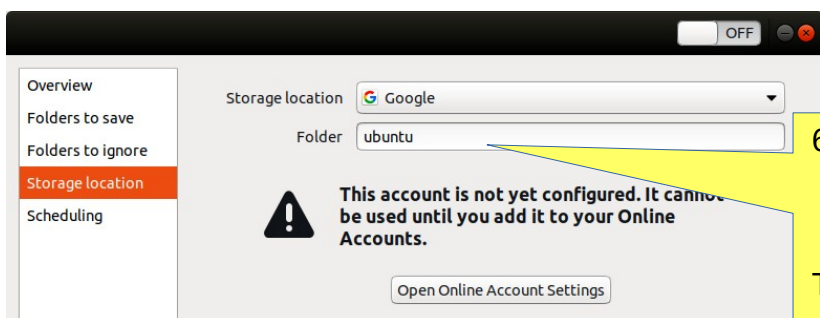 OFF
Overview
Folders to save
Folders to ignore
Storage location
Scheduling
Storage location Google
Folder ubuntu
This account is not yet configured. It cannot
be used until you add it to your Online
Accounts.
Open Online Account Settings
6